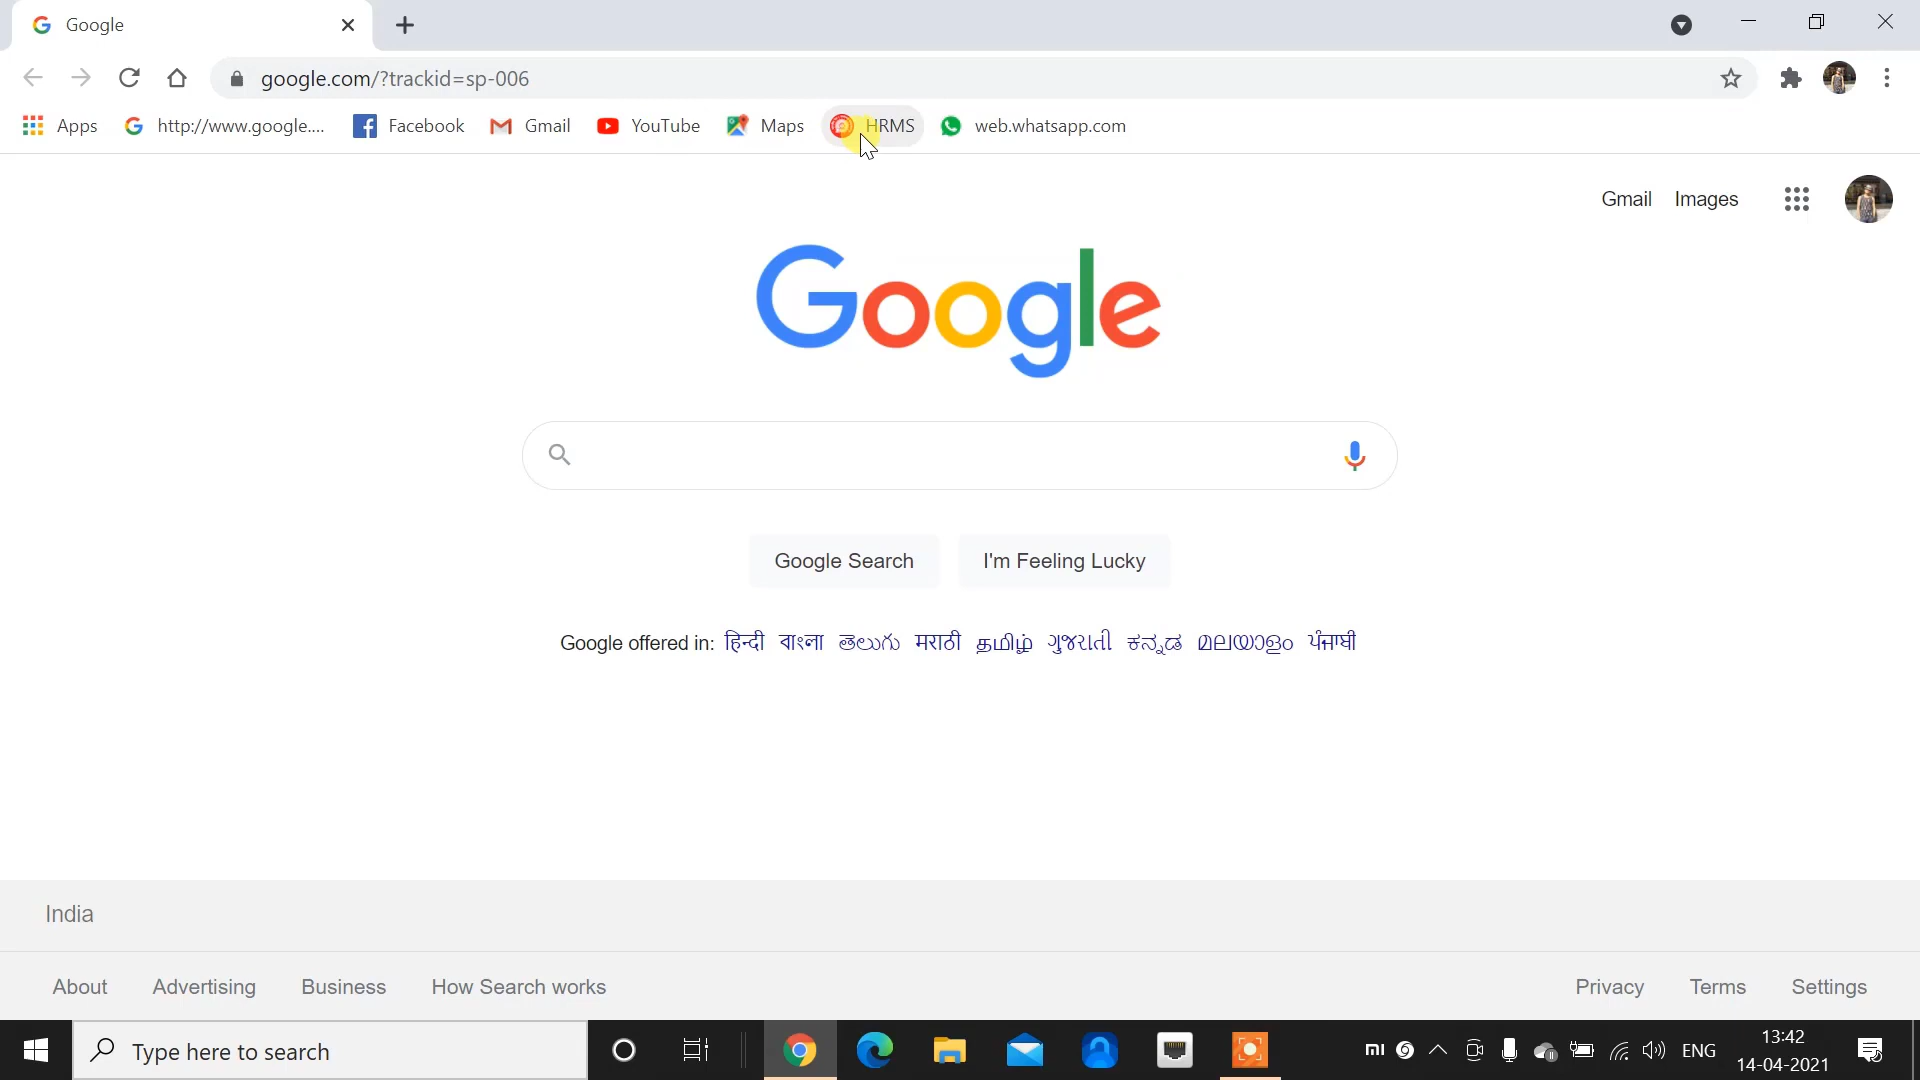 Google
google.com/?trackid=sp-006
Apps http://www.google.... Facebook Gmail YouTube Maps HRMS web.whatsapp.com
Gmail Images
Google
Google Search I'm Feeling Lucky
Google offered in: हिन्दी বাংলা తెలుగు मराठी தமிழ் ગુજરાતી ಕನ್ನಡ മലയാളം ਪੰਜਾਬੀ
India
About Advertising Business How Search works Privacy Terms Settings
Type here to search
ENG
13:42
14-04-2021